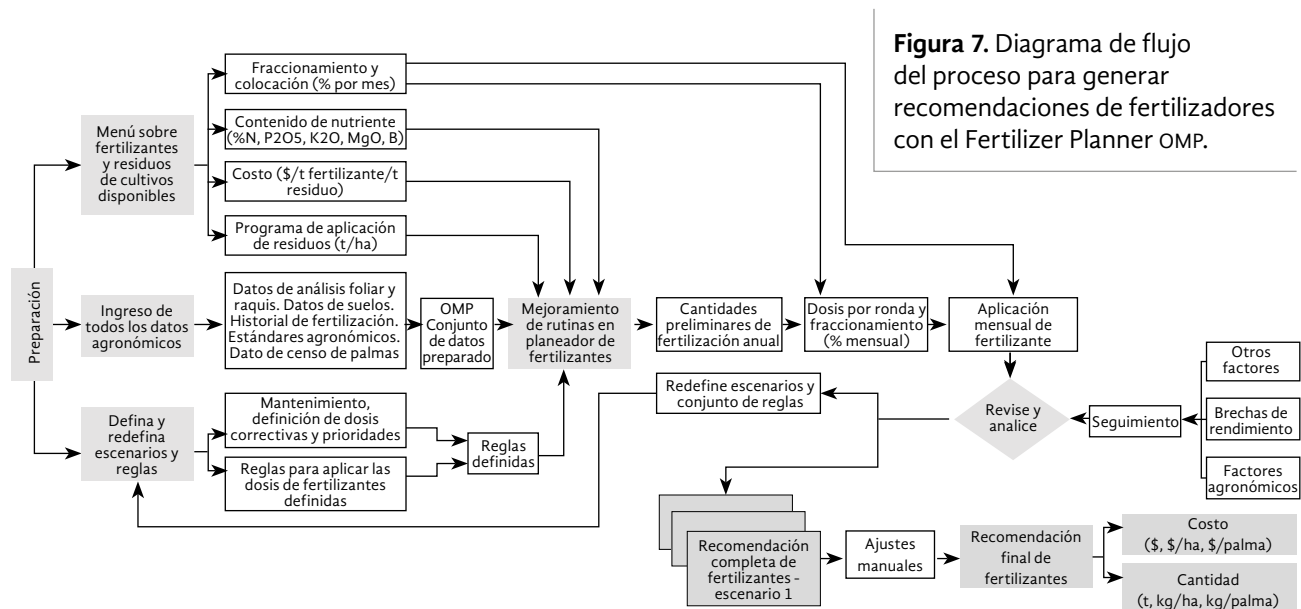 Figura 7. Diagrama de flujo
del proceso para generar
recomendaciones de fertilizadores
con el Fertilizer Planner OMP.
Preparación
Menú sobre
fertilizantes
y residuos
de cultivos
disponibles
Fraccionamiento y
colocación (% por mes)
Contenido de nutriente
(%N, P2O5, K2O, MgO, B)
Costo ($/t fertilizante/t
residuo)
Programa de aplicación
de residuos (t/ha)
Ingreso de
todos los datos
agronómicos
Datos de análisis foliar y
raquis. Datos de suelos.
Historial de fertilización.
Estándares agronómicos.
Dato de censo de palmas
OMP
Conjunto
de datos
preparado
Mejoramiento
de rutinas en
planeador de
fertilizantes
Cantidades
preliminares de
fertilización anual
Dosis por ronda y
fraccionamiento
(% mensual)
Aplicación
mensual de
fertilizante
Defina y
redefina
escenarios y
reglas
Mantenimiento,
definición de dosis
correctivas y prioridades
Reglas para aplicar las
dosis de fertilizantes
definidas
Reglas
definidas
Redefine escenarios y
conjunto de reglas
Revise y
analice
Seguimiento
Otros
factores
Brechas de
rendimiento
Factores
agronómicos
Recomendación
completa de
fertilizantes -
escenario 1
Ajustes
manuales
Recomendación
final de
fertilizantes
Costo
($, $/ha, $/palma)
Cantidad
(t, kg/ha, kg/palma)